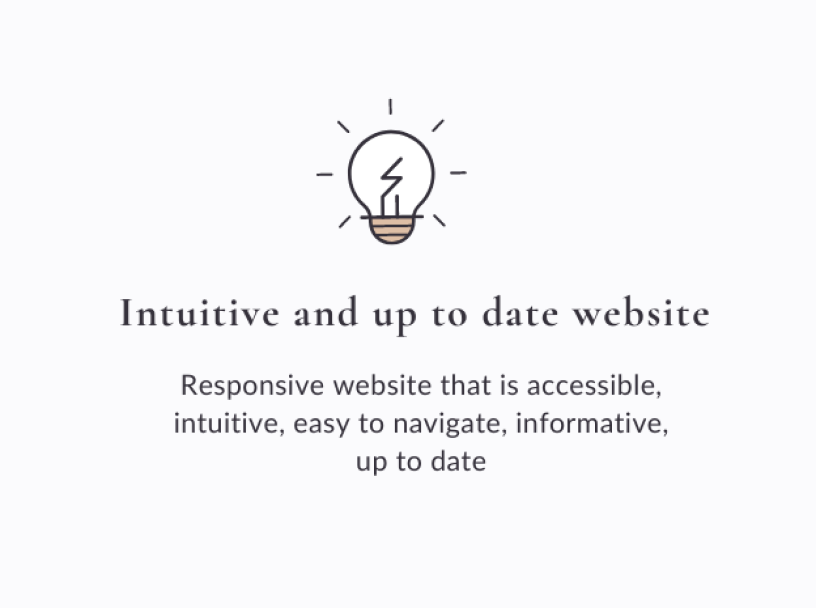 Intuitive and up to date website
Responsive website that is accessible,
intuitive, easy to navigate, informative,
up to date